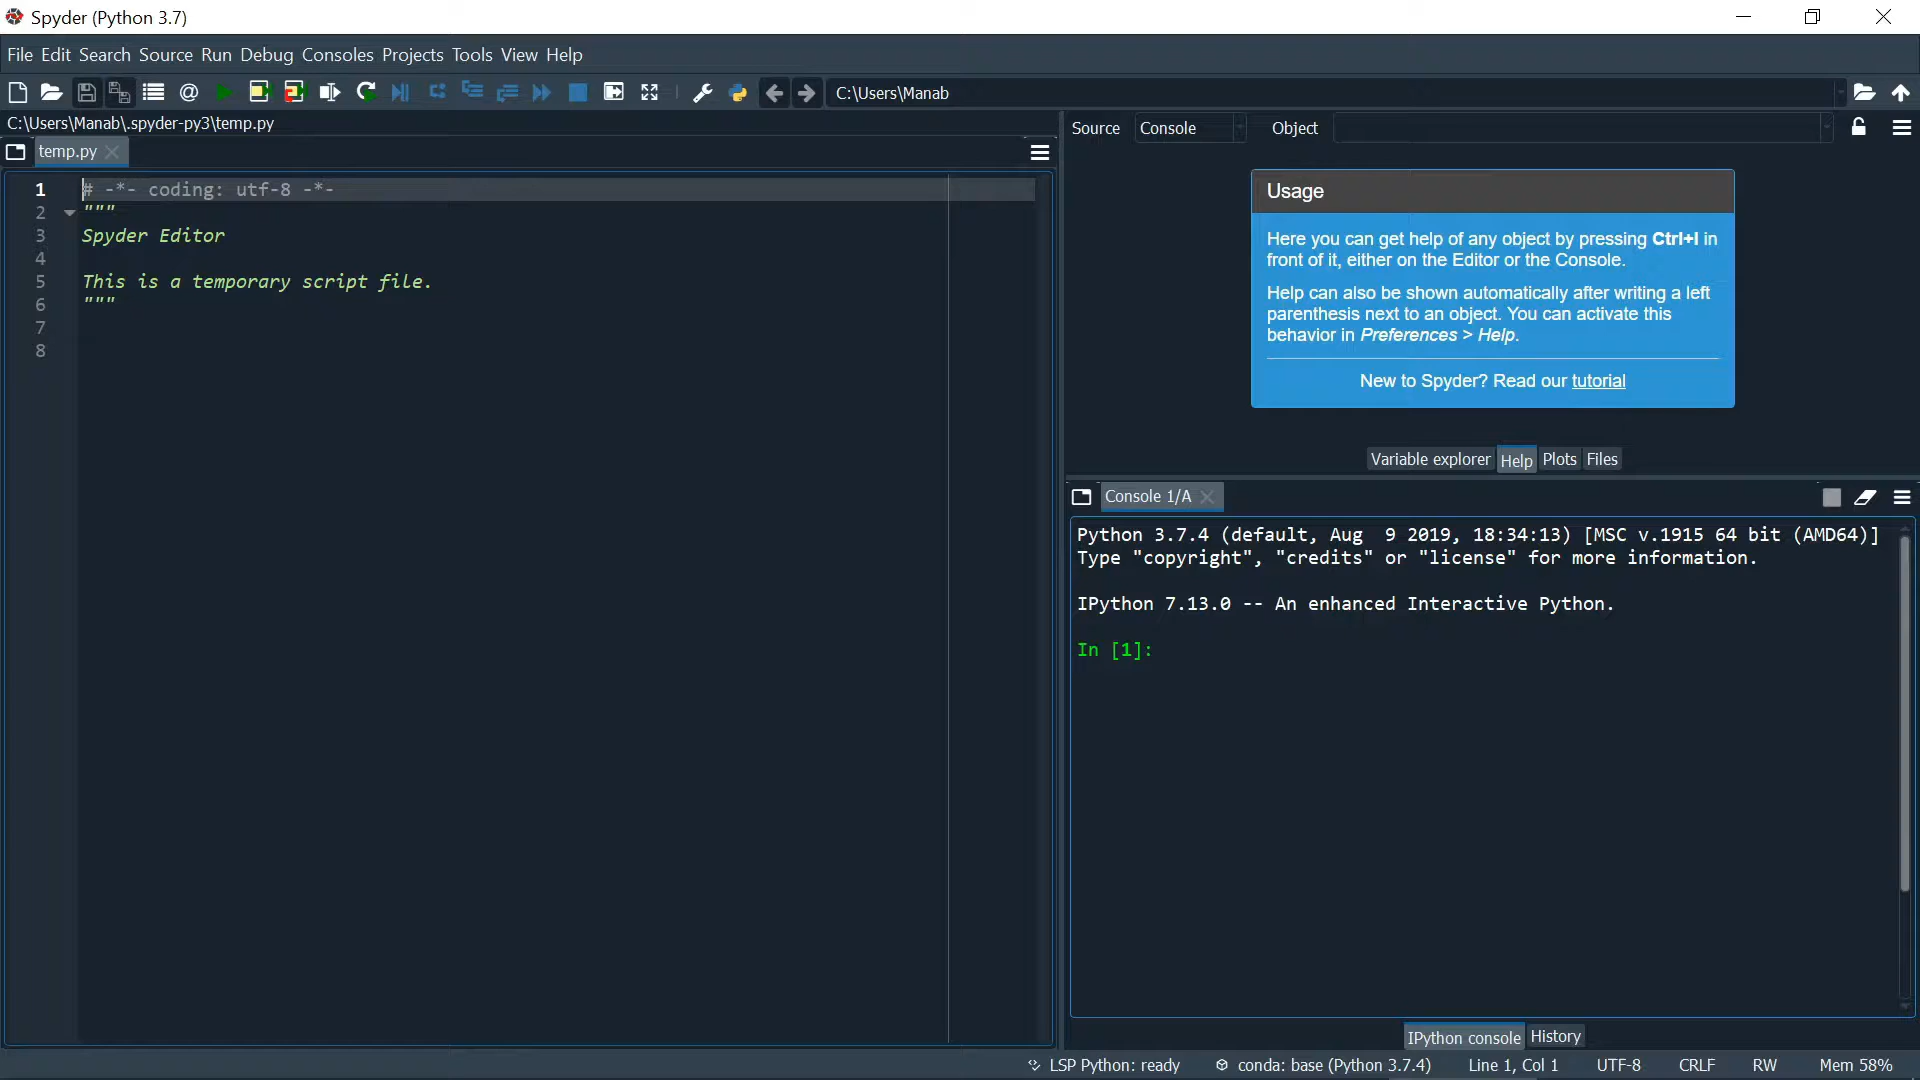 Spyder (Python 3.7)
File Edit Search Source Run Debug Consoles Projects Tools View Help
C:\Users\Manab
C:\Users\Manab\.spyder-py3\temp.py
temp.py
1 # -*- coding: utf-8 -*-
2 """
3 Spyder Editor
4
5 This is a temporary script file.
6 """
7
8
Source Console Object
Usage
Here you can get help of any object by pressing Ctrl+I in
front of it, either on the Editor or the Console.
Help can also be shown automatically after writing a left
parenthesis next to an object. You can activate this
behavior in Preferences > Help.
New to Spyder? Read our tutorial
Variable explorer Help Plots Files
Console 1/A
Python 3.7.4 (default, Aug  9 2019, 18:34:13) [MSC v.1915 64 bit (AMD64)]
Type "copyright", "credits" or "license" for more information.
IPython 7.13.0 -- An enhanced Interactive Python.
In [1]:
IPython console History
LSP Python: ready conda: base (Python 3.7.4) Line 1, Col 1 UTF-8 CRLF RW Mem 58%